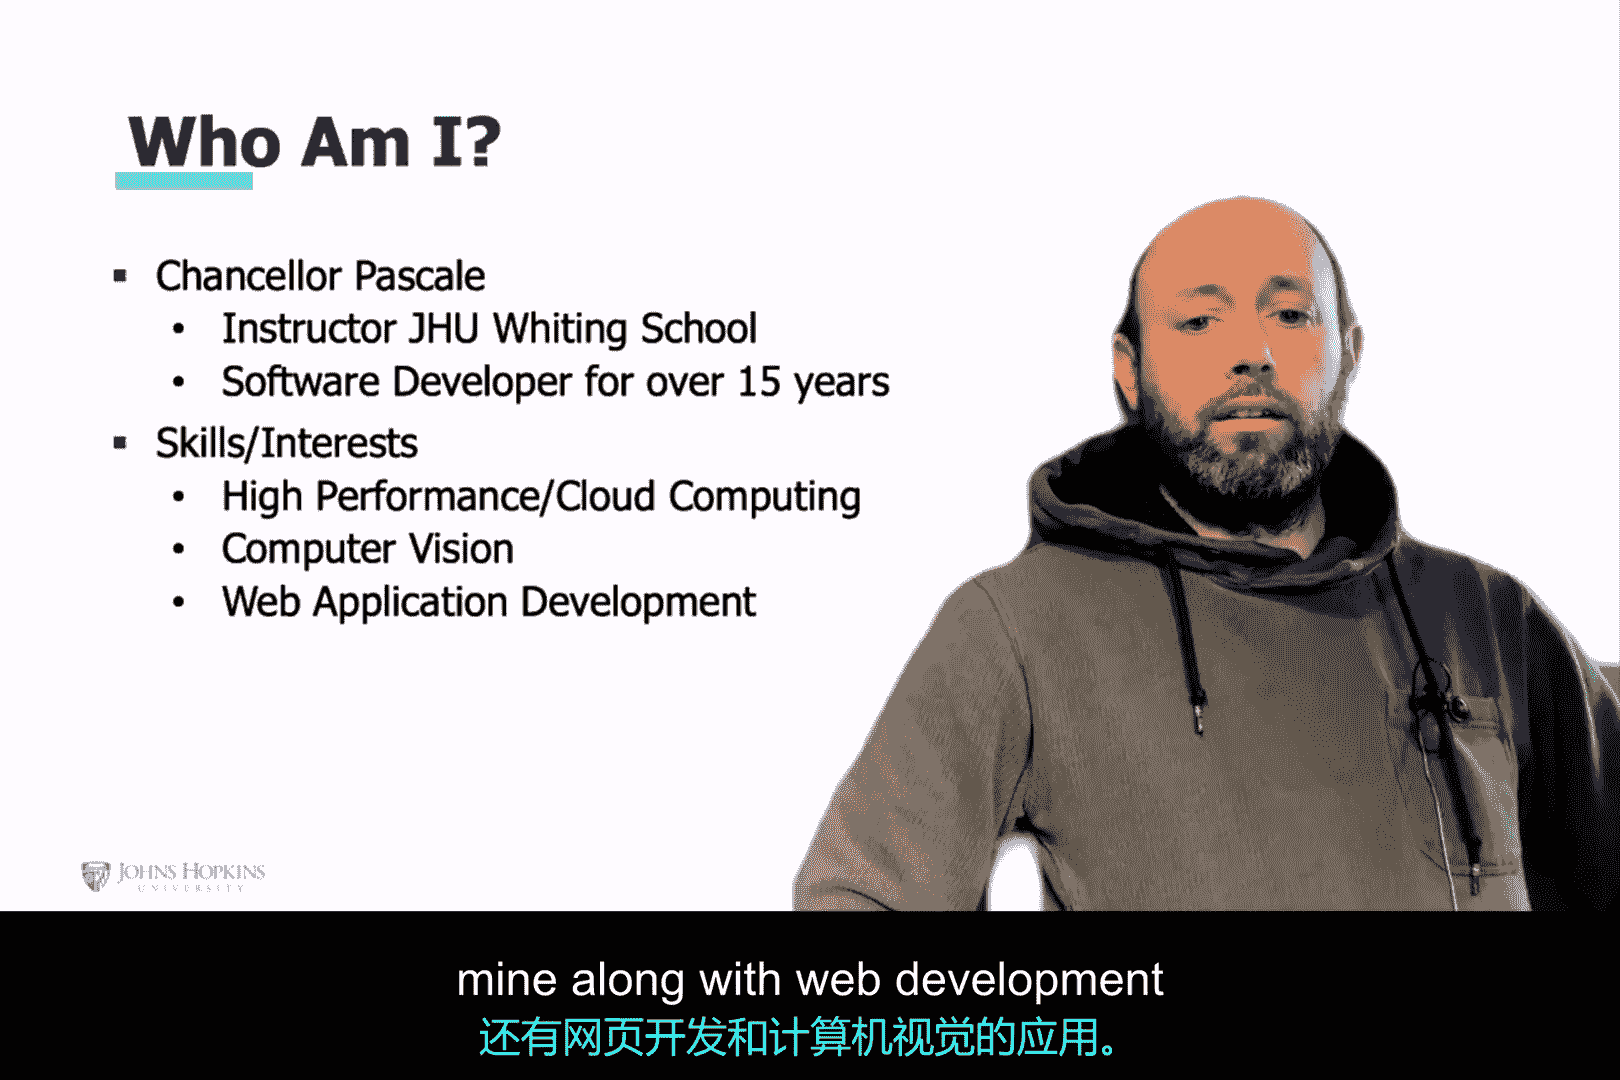 Who Am I?
Chancellor Pascale
Instructor JHU Whiting School
Software Developer for over 15 years
Skills/Interests
High Performance/Cloud Computing
Computer Vision
Web Application Development
JOHNS HOPKINS
UNIVERSITY
mine along with web development
还有网页开发和计算机视觉的应用。